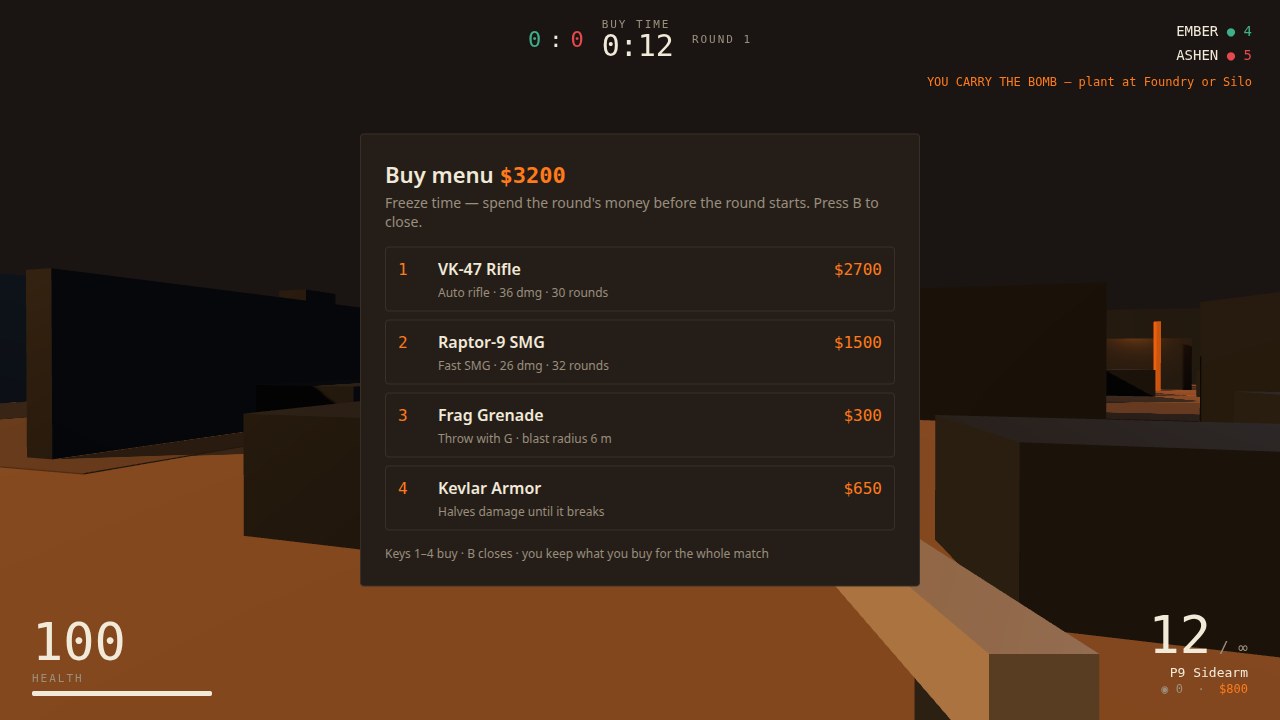 BUY TIME
0 : 0 0:12 ROUND 1
EMBER ● 4
ASHEN ● 5
YOU CARRY THE BOMB — plant at Foundry or Silo
Buy menu $3200
Freeze time — spend the round's money before the round starts. Press B to
close.
1 VK-47 Rifle $2700
Auto rifle · 36 dmg · 30 rounds
2 Raptor-9 SMG $1500
Fast SMG · 26 dmg · 32 rounds
3 Frag Grenade $300
Throw with G · blast radius 6 m
4 Kevlar Armor $650
Halves damage until it breaks
Keys 1–4 buy · B closes · you keep what you buy for the whole match
100
HEALTH
12 / ∞
P9 Sidearm
◉ 0 · $800